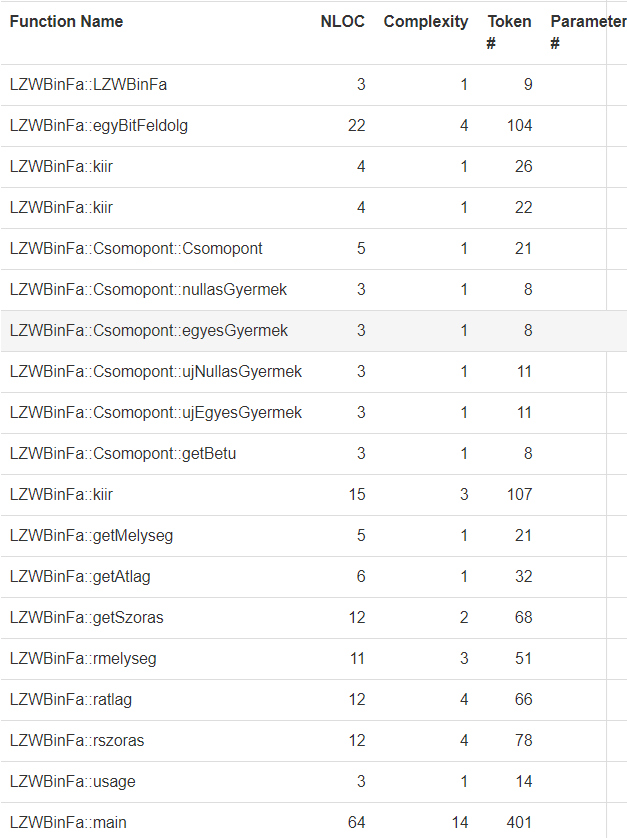 Function Name NLOC Complexity Token # Parameter #
LZWBinFa::LZWBinFa 3 1 9
LZWBinFa::egyBitFeldolg 22 4 104
LZWBinFa::kiir 4 1 26
LZWBinFa::kiir 4 1 22
LZWBinFa::Csomopont::Csomopont 5 1 21
LZWBinFa::Csomopont::nullasGyermek 3 1 8
LZWBinFa::Csomopont::egyesGyermek 3 1 8
LZWBinFa::Csomopont::ujNullasGyermek 3 1 11
LZWBinFa::Csomopont::ujEgyesGyermek 3 1 11
LZWBinFa::Csomopont::getBetu 3 1 8
LZWBinFa::kiir 15 3 107
LZWBinFa::getMelyseg 5 1 21
LZWBinFa::getAtlag 6 1 32
LZWBinFa::getSzoras 12 2 68
LZWBinFa::rmelyseg 11 3 51
LZWBinFa::ratlag 12 4 66
LZWBinFa::rszoras 12 4 78
LZWBinFa::usage 3 1 14
LZWBinFa::main 64 14 401